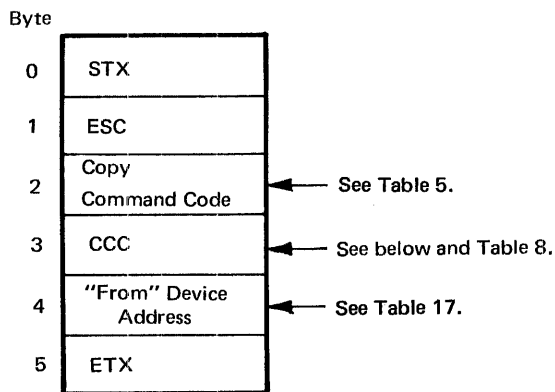 Byte
0 STX
1 ESC
2 Copy
Command Code See Table 5.
3 CCC See below and Table 8.
4 "From" Device
Address See Table 17.
5 ETX